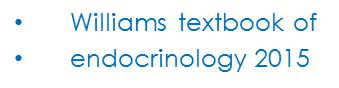 • Williams textbook of
• endocrinology 2015